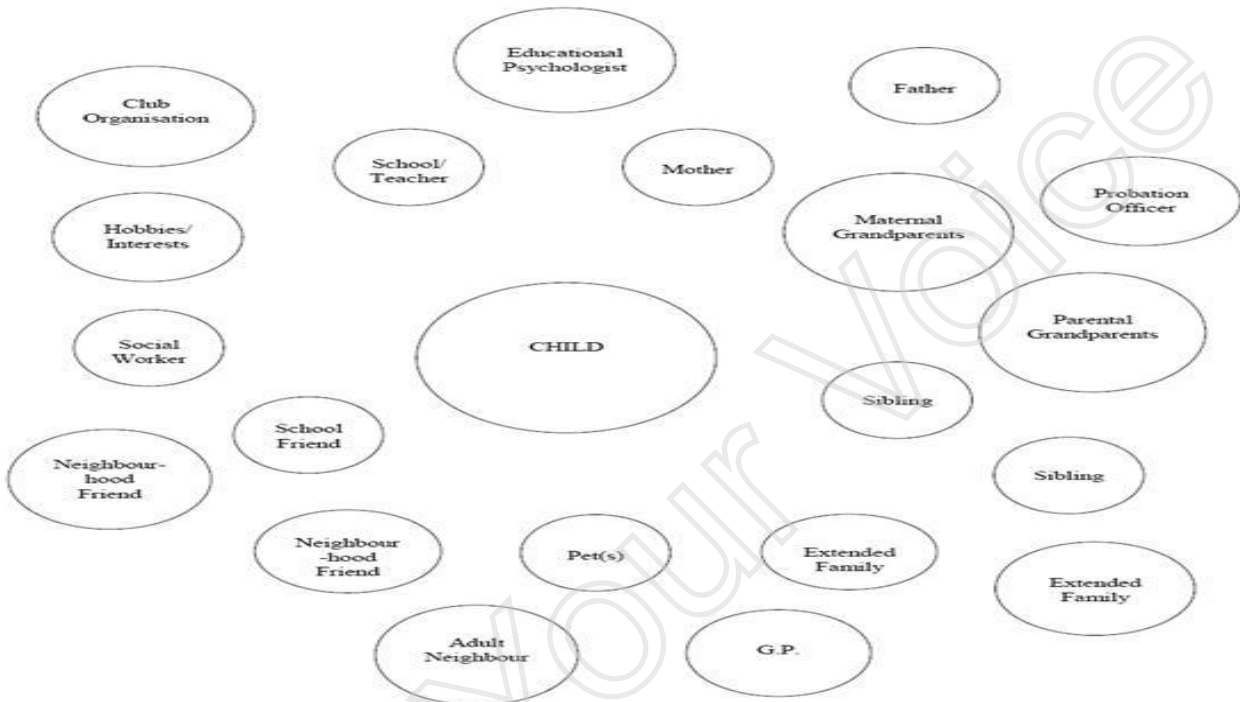 Educational
Psychologist
Father
Club
Organisation
School/
Teacher
Mother
Probation
Officer
Maternal
Grandparents
Hobbies/
Interests
Parental
Grandparents
CHILD
Social
Worker
Sibling
School
Friend
Neighbour-
hood
Friend
Sibling
Neighbour
-hood
Friend
Pet(s)
Extended
Family
Extended
Family
Adult
Neighbour
G.P.
Your Voice